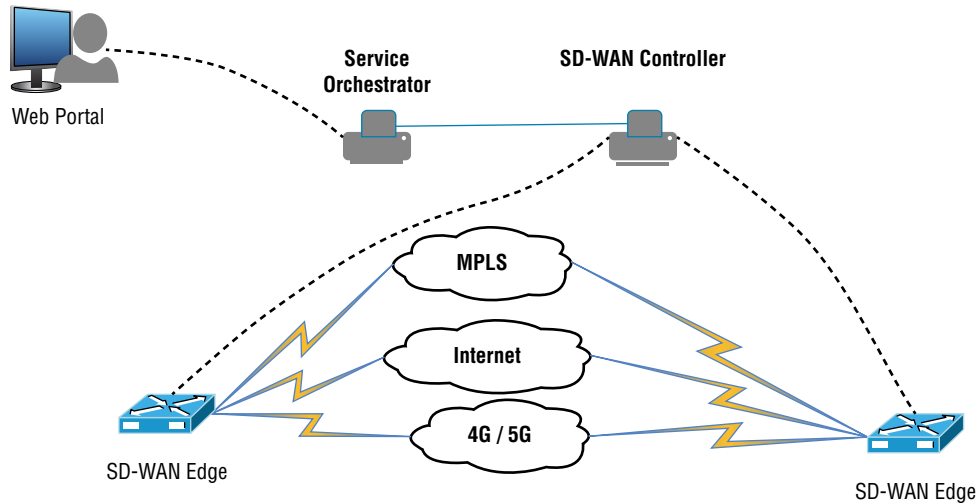 Web Portal
Service
Orchestrator
SD-WAN Controller
MPLS
Internet
4G / 5G
SD-WAN Edge
SD-WAN Edge